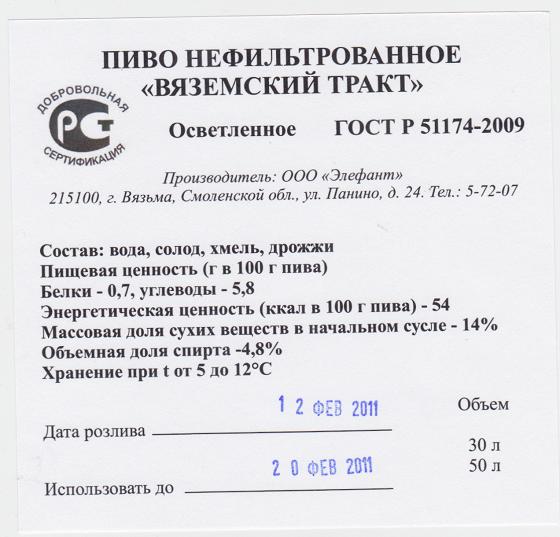 ПИВО НЕФИЛЬТРОВАННОЕ
«ВЯЗЕМСКИЙ ТРАКТ»
ДОБРОВОЛЬНАЯ
РСТ
СЕРТИФИКАЦИЯ
Осветленное ГОСТ Р 51174-2009
Производитель: ООО «Элефант»
215100, г. Вязьма, Смоленской обл., ул. Панино, д. 24. Тел.: 5-72-07
Состав: вода, солод, хмель, дрожжи
Пищевая ценность (г в 100 г пива)
Белки - 0,7, углеводы - 5,8
Энергетическая ценность (ккал в 100 г пива) - 54
Массовая доля сухих веществ в начальном сусле - 14%
Объемная доля спирта -4,8%
Хранение при t от 5 до 12°С
12 ФЕВ 2011 Объем
Дата розлива
30 л
20 ФЕВ 2011 50 л
Использовать до